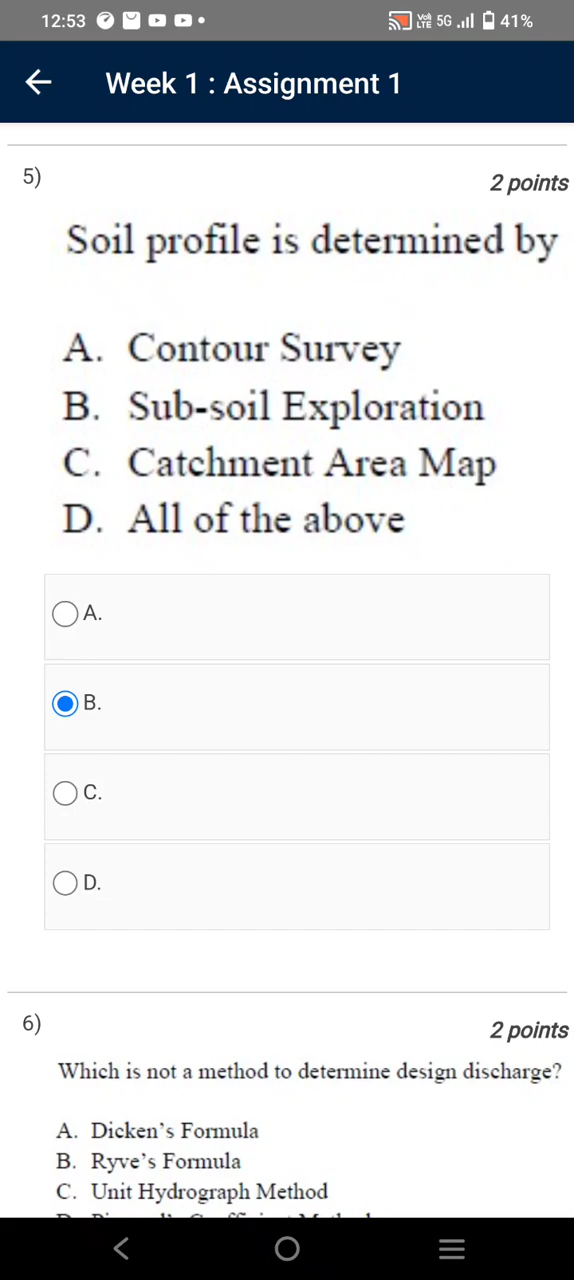 12:53
Vo)) LTE 5G 41%
Week 1 : Assignment 1
5)
2 points
Soil profile is determined by
A. Contour Survey
B. Sub-soil Exploration
C. Catchment Area Map
D. All of the above
A.
B.
C.
D.
6)
2 points
Which is not a method to determine design discharge?
A. Dicken’s Formula
B. Ryve’s Formula
C. Unit Hydrograph Method